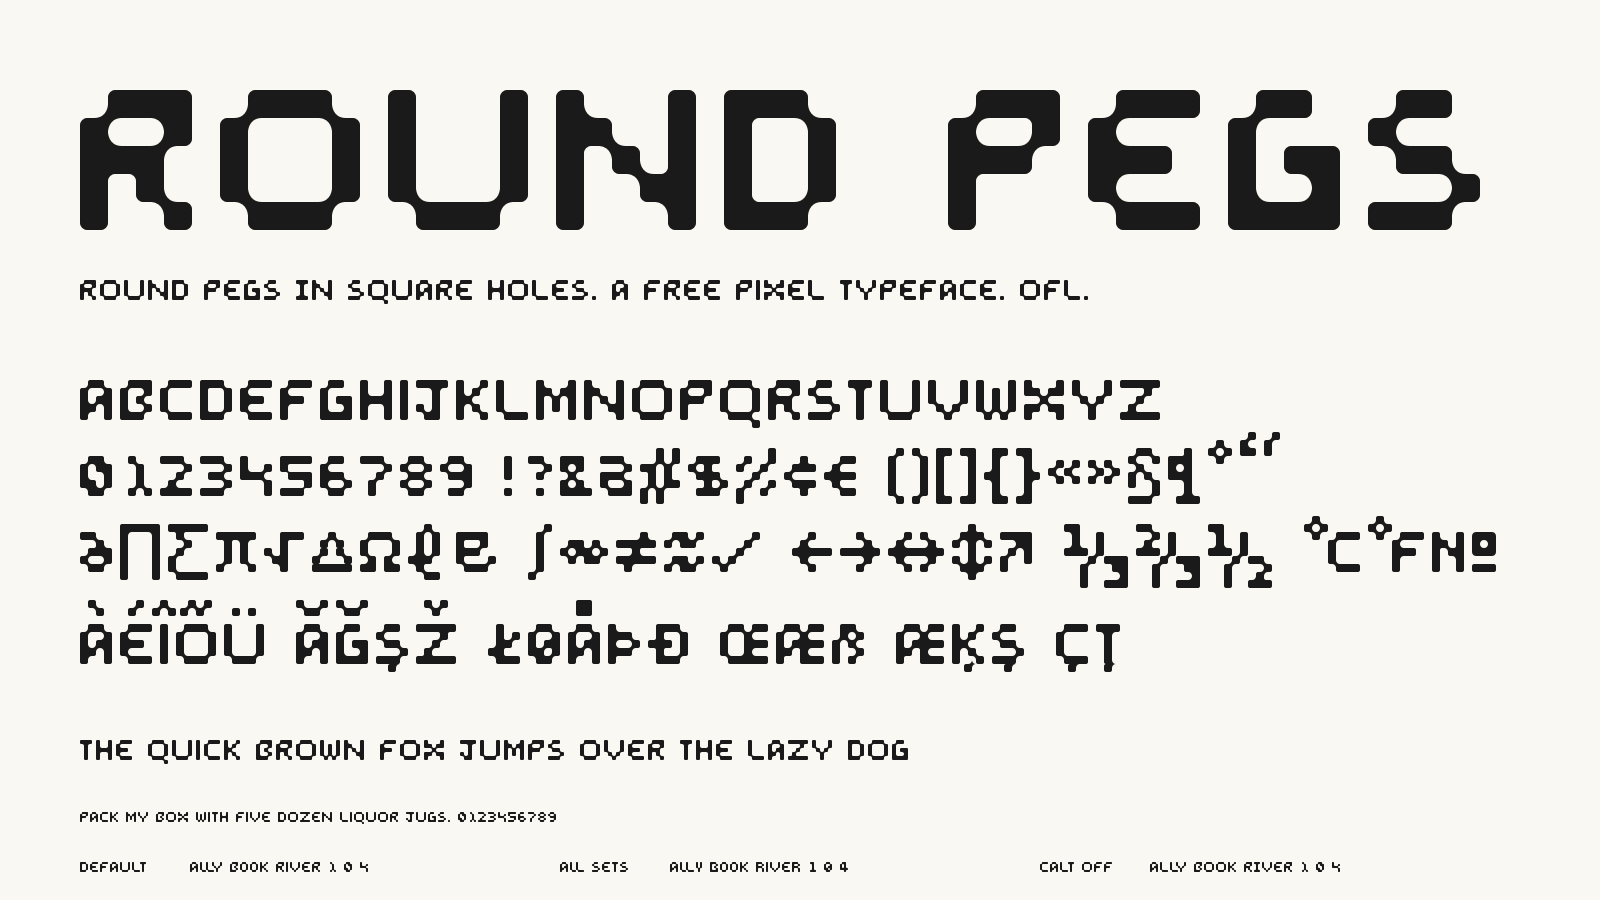 ROUND PEGS
ROUND PEGS IN SQUARE HOLES. A FREE PIXEL TYPEFACE. OFL.
ABCDEFGHIJKLMNOPQRSTUVWXYZ
0123456789 !?&@#$%¢€ ()[]{}«»§¶°“
∂∏∑π√∆Ωℓ℮ ∫∞≠≈✓ ←→↔↕↗ ⅓⅔½ ℃℉№
ÀÉÎÕÜ ĂĞŞŽ ŁØÅÞÐ ŒÆß ÆĶŞ ÇŢ
THE QUICK BROWN FOX JUMPS OVER THE LAZY DOG
PACK MY BOX WITH FIVE DOZEN LIQUOR JUGS. 0123456789
DEFAULT ALLY BOOK RIVER 1 0 4 ALL SETS ALLY BOOK RIVER 1 0 4 CALT OFF ALLY BOOK RIVER 1 0 4